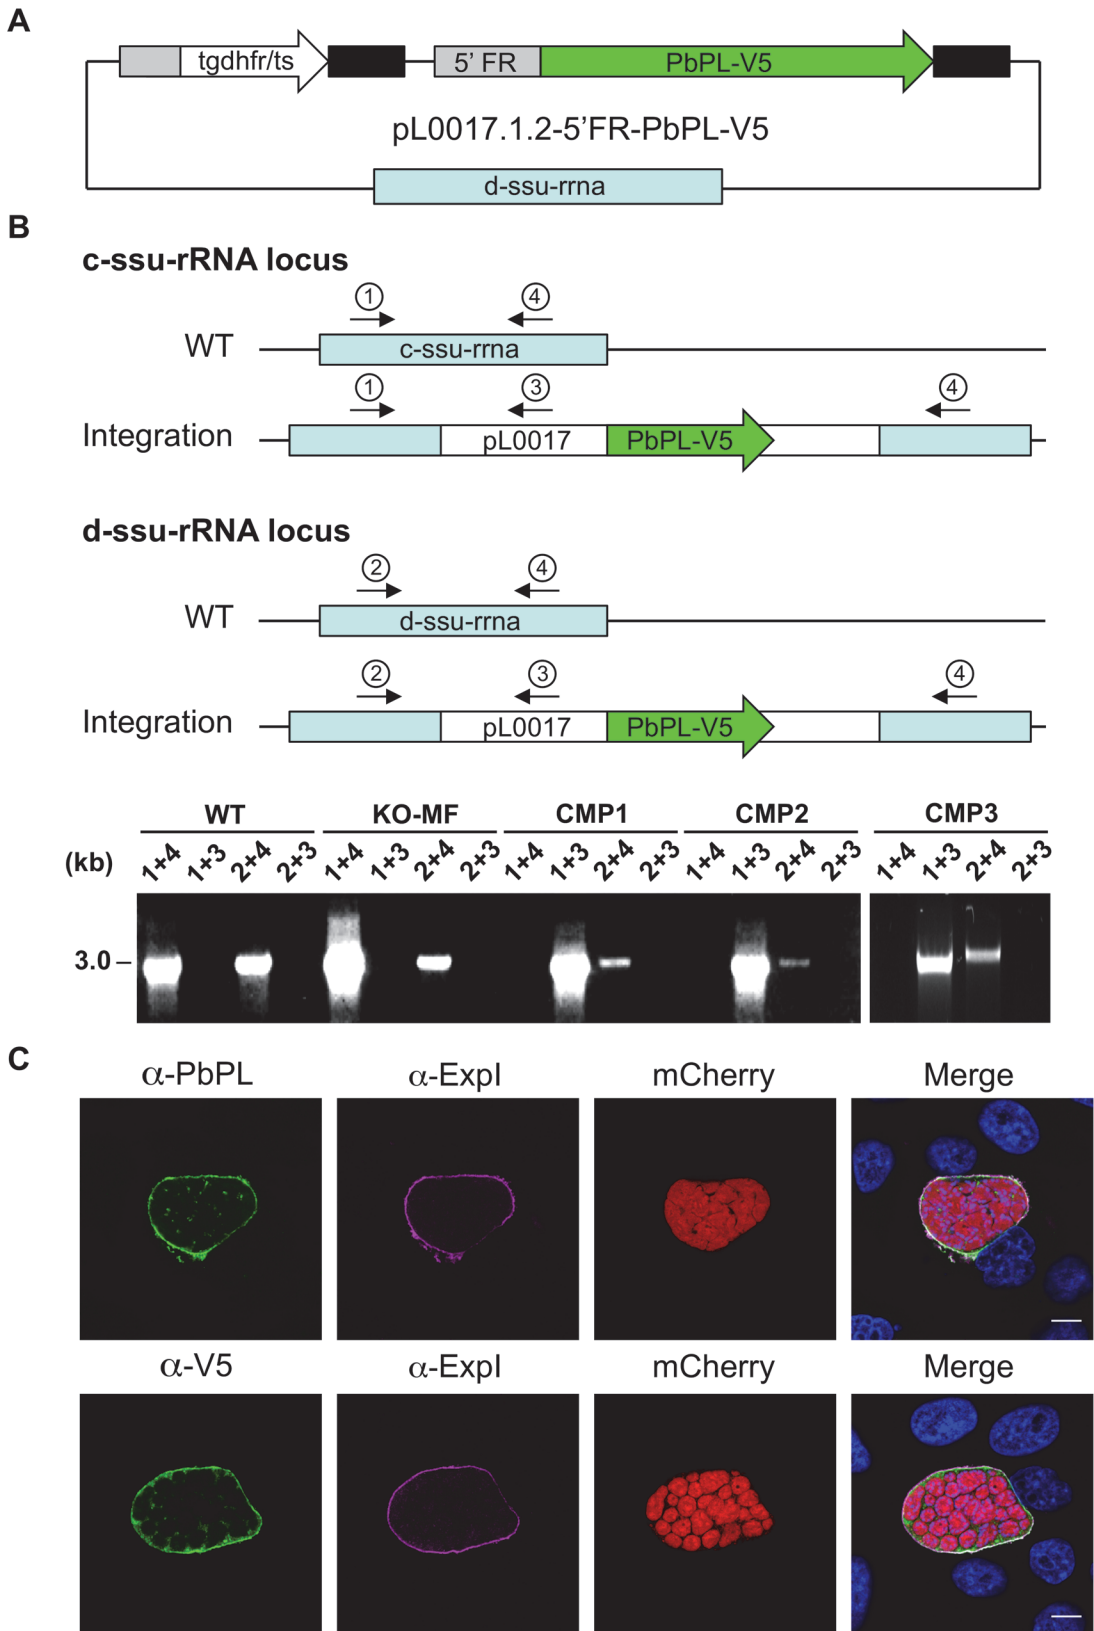 A
tgdhfr/ts
5' FR
PbPL-V5
pL0017.1.2-5'FR-PbPL-V5
d-ssu-rrna
B
c-ssu-rRNA locus
1 4
WT
c-ssu-rrna
1 3 4
Integration
pL0017
PbPL-V5
d-ssu-rRNA locus
2 4
WT
d-ssu-rrna
2 3 4
Integration
pL0017
PbPL-V5
WT KO-MF CMP1 CMP2 CMP3
(kb) 1+4 1+3 2+4 2+3 1+4 1+3 2+4 2+3 1+4 1+3 2+4 2+3 1+4 1+3 2+4 2+3 1+4 1+3 2+4 2+3
3.0
C
α-PbPL α-ExpI mCherry Merge
α-V5 α-ExpI mCherry Merge